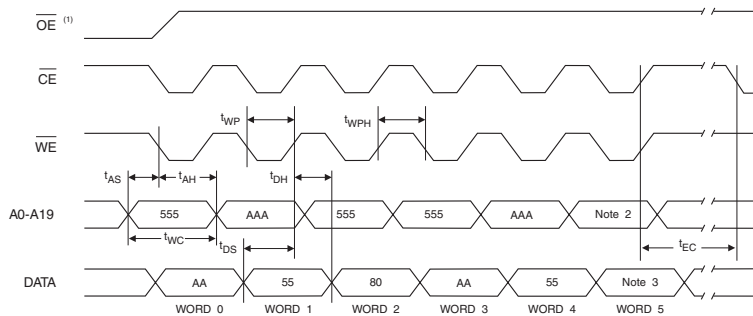 OE (1)
CE
tWP
tWPH
WE
tAS
tAH
tDH
A0-A19
555
AAA
555
555
AAA
Note 2
tWC
tDS
tEC
DATA
AA
55
80
AA
55
Note 3
WORD 0
WORD 1
WORD 2
WORD 3
WORD 4
WORD 5